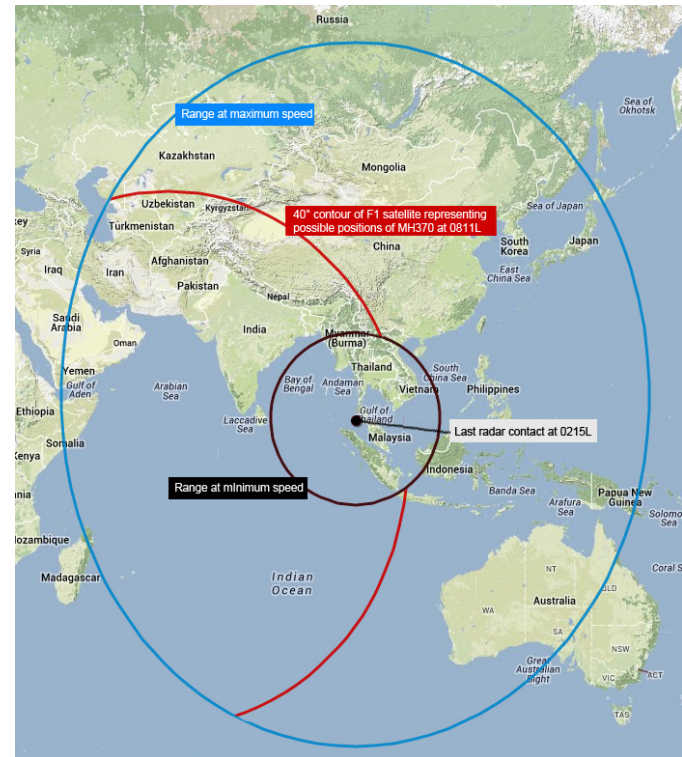 Russia
Sea of
Okhotsk
Range at maximum speed
Kazakhstan
Mongolia
Uzbekistan
Kyrgyzstan
40° contour of F1 satellite representing
possible positions of MH370 at 0811L
Sea of Japan
key
Turkmenistan
China
South
Korea
Japan
Syria
Iraq
Iran
Afghanistan
East
China Sea
Pakistan
Nepal
Saudi
Arabia
Oman
India
Myanmar
(Burma)
Thailand
Yemen
Gulf of
Aden
Arabian
Sea
Bay of
Bengal
Andaman
Sea
Vietnam
South
China Sea
Philippines
Ethiopia
Laccadive
Sea
Gulf of
Thailand
Last radar contact at 0215L
Somalia
Malaysia
Kenya
Indonesia
Range at mInimum speed
Banda Sea
Papua New
Guinea
nia
Arafura
Sea
Solomo
Sea
Mozambique
Madagascar
Indian
Ocean
Coral S
NT
QLD
Australia
WA
SA
NSW
Great
Australian
Bight
VIC
ACT
TAS